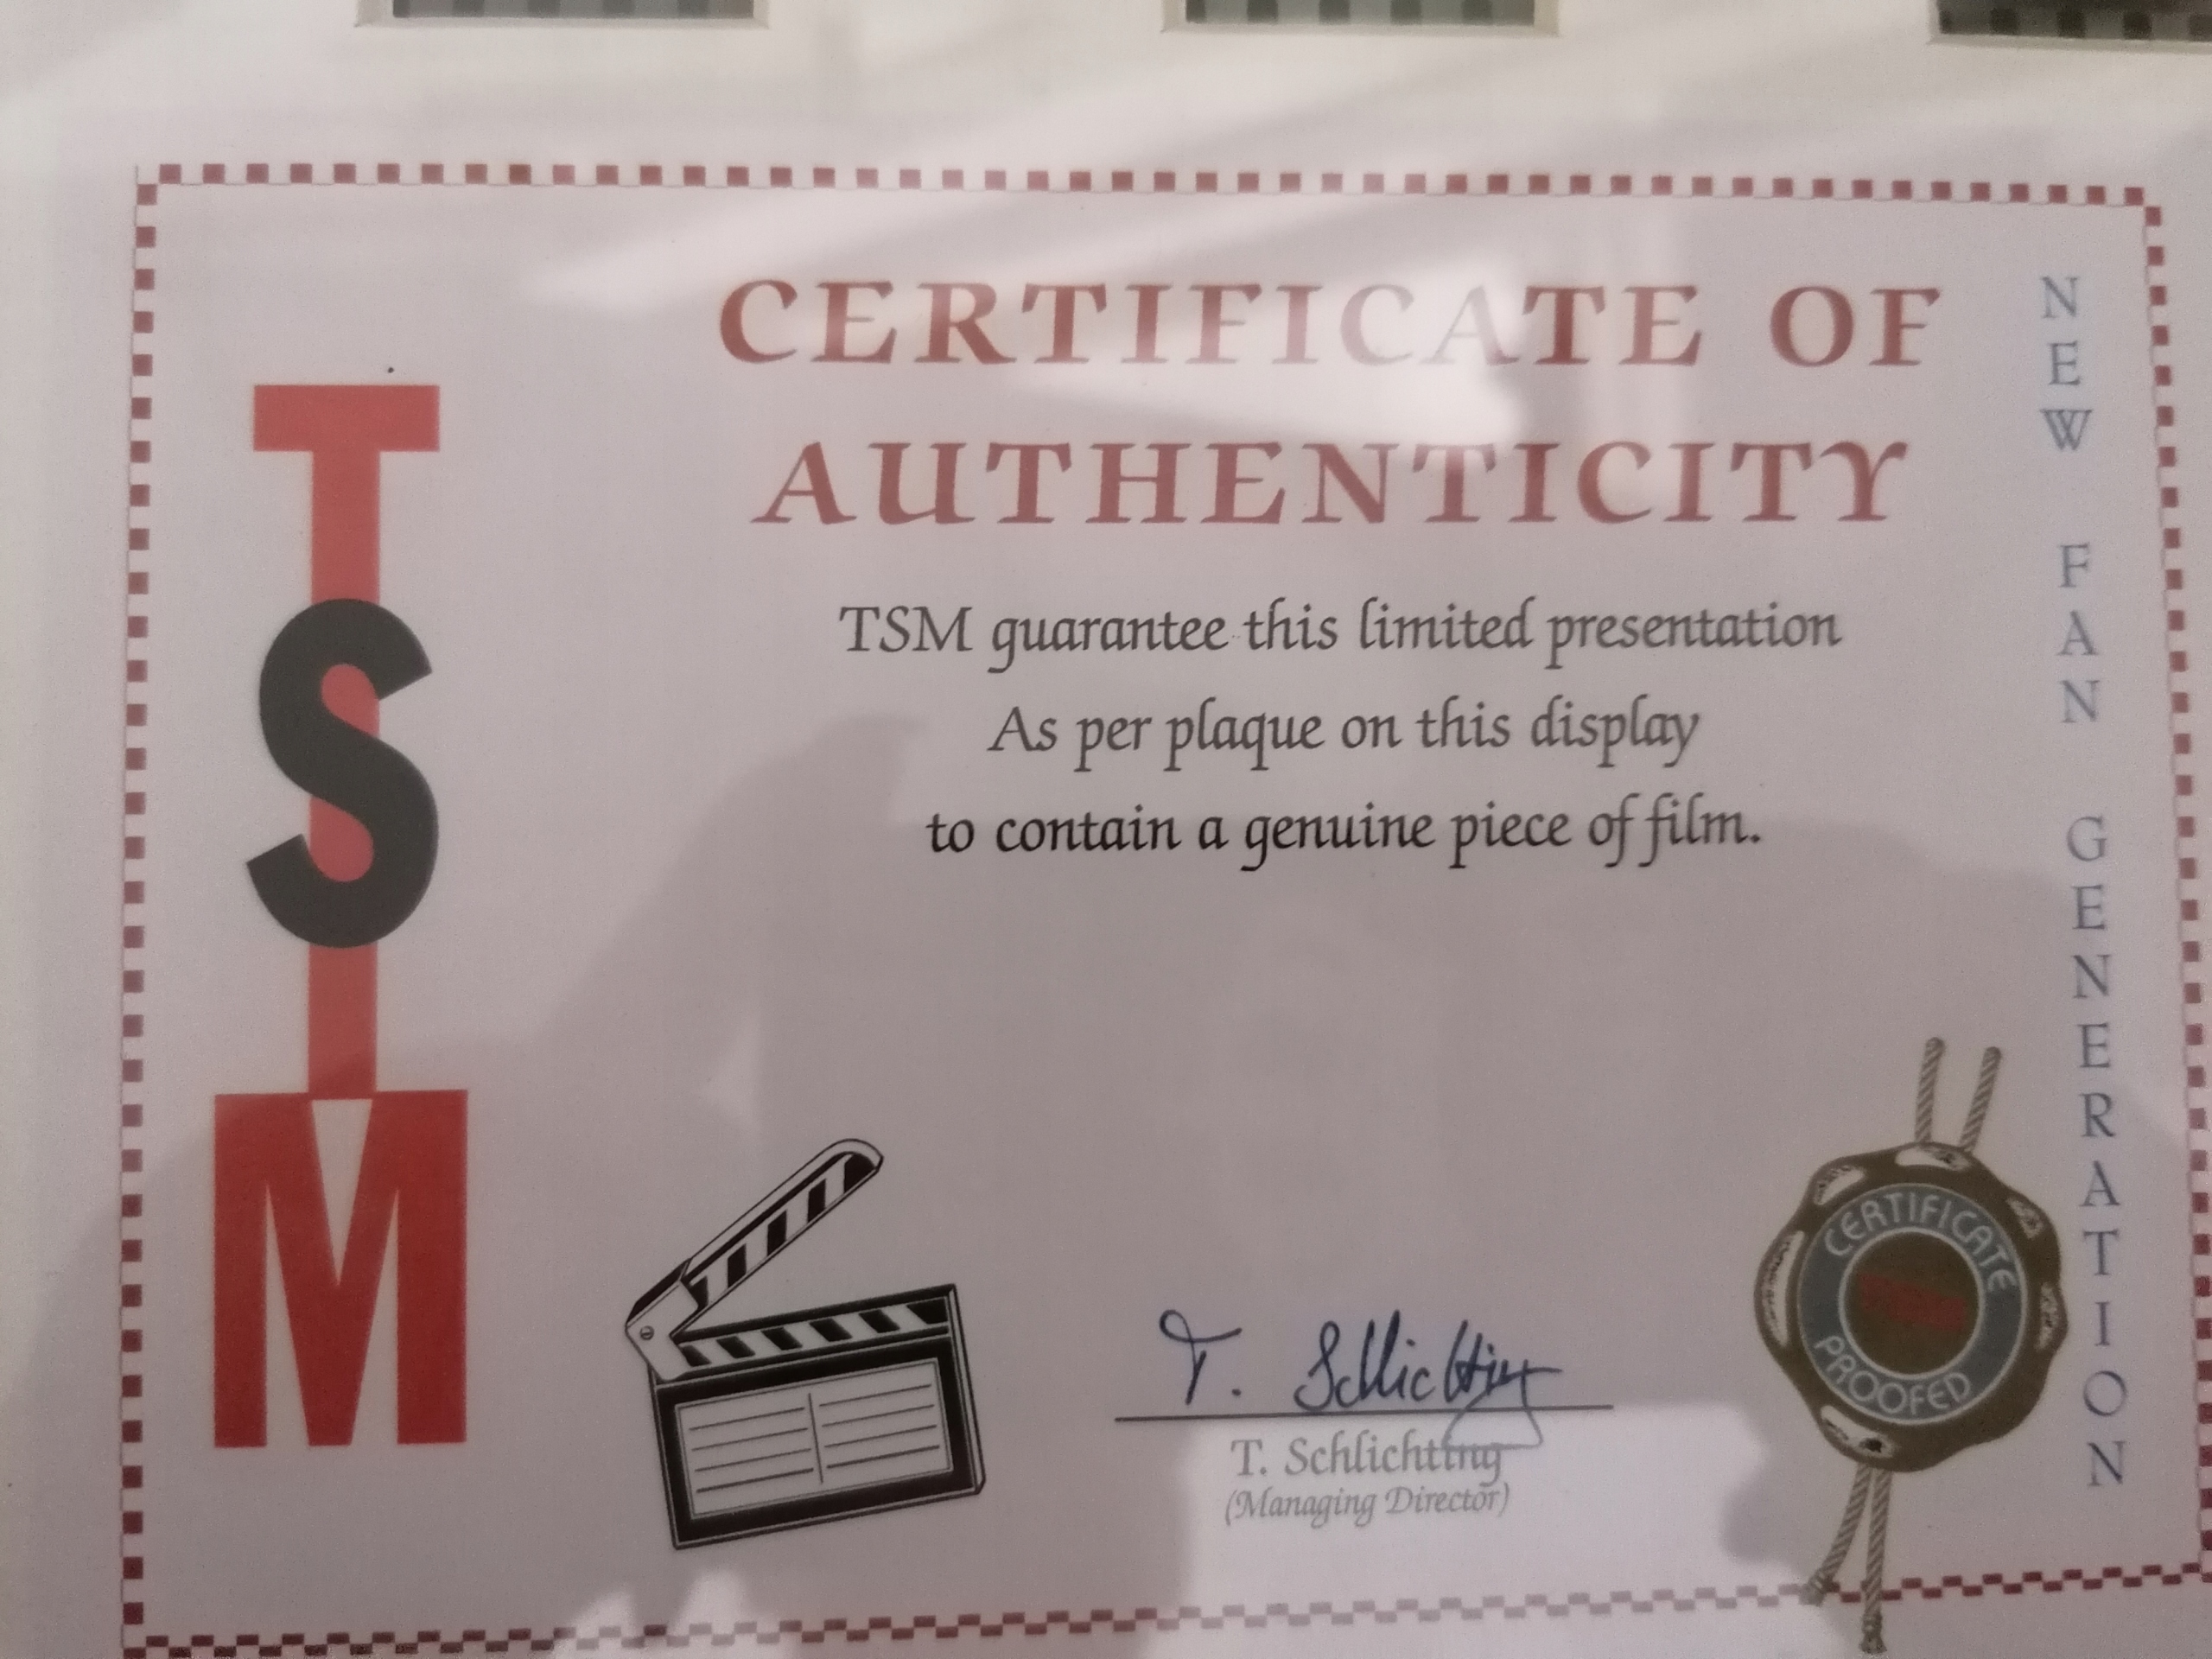 TSM
CERTIFICATE OF
AUTHENTICITY
TSM guarantee this limited presentation
As per plaque on this display
to contain a genuine piece of film.
T. Schlichting
T. Schlichting
(Managing Director)
CERTIFICATE
PROOFED
NEW FAN GENERATION